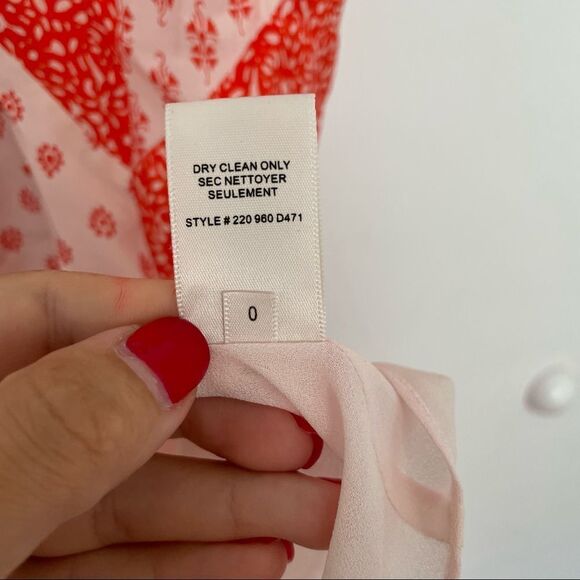 DRY CLEAN ONLY
SEC NETTOYER
SEULEMENT
STYLE # 220 960 D471
0